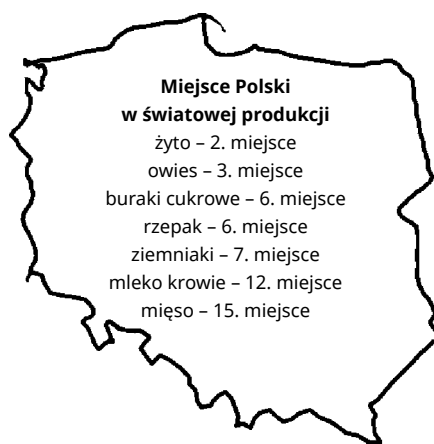 Miejsce Polski
w światowej produkcji
żyto – 2. miejsce
owies – 3. miejsce
buraki cukrowe – 6. miejsce
rzepak – 6. miejsce
ziemniaki – 7. miejsce
mleko krowie – 12. miejsce
mięso – 15. miejsce